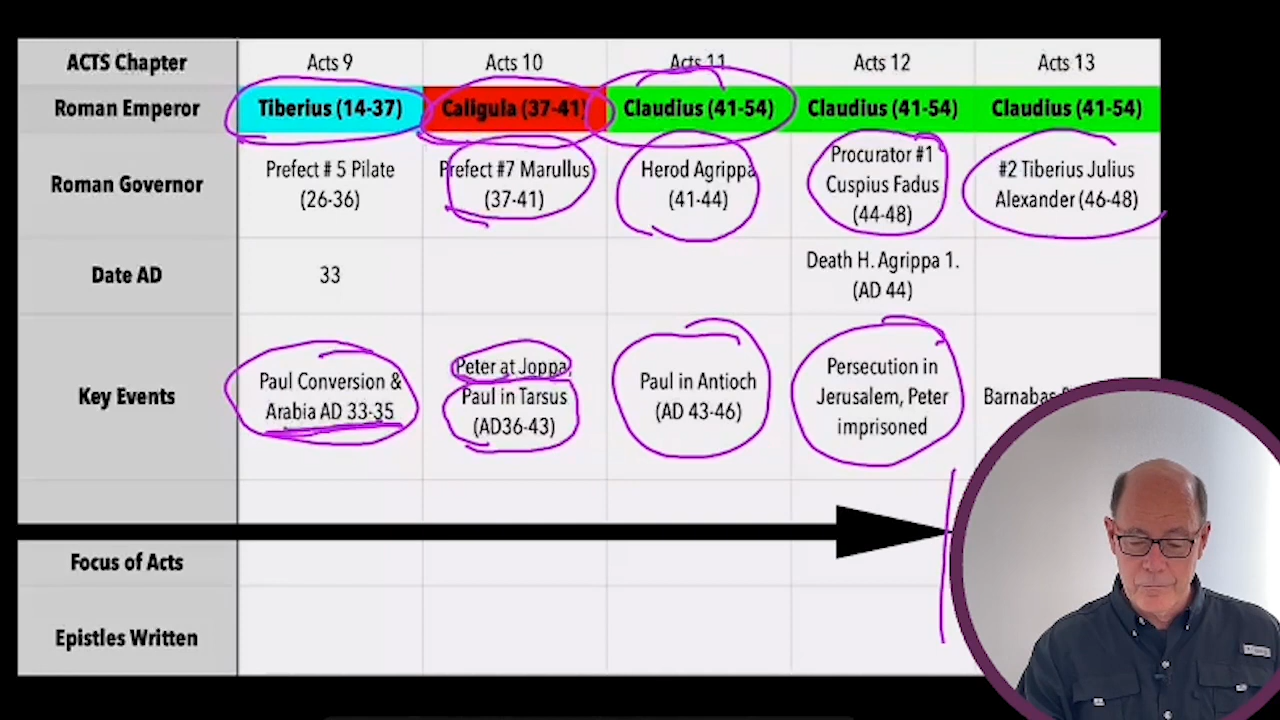 ACTS Chapter Acts 9 Acts 10 Acts 11 Acts 12 Acts 13
Roman Emperor Tiberius (14-37) Caligula (37-41) Claudius (41-54) Claudius (41-54) Claudius (41-54)
Roman Governor
Prefect # 5 Pilate
(26-36)
Prefect #7 Marullus
(37-41)
Herod Agrippa
(41-44)
Procurator #1
Cuspius Fadus
(44-48)
#2 Tiberius Julius
Alexander (46-48)
Date AD
33
Death H. Agrippa 1.
(AD 44)
Key Events
Paul Conversion &
Arabia AD 33-35
Peter at Joppa,
Paul in Tarsus
(AD36-43)
Paul in Antioch
(AD 43-46)
Persecution in
Jerusalem, Peter
imprisoned
Barnabas
Focus of Acts
Epistles Written